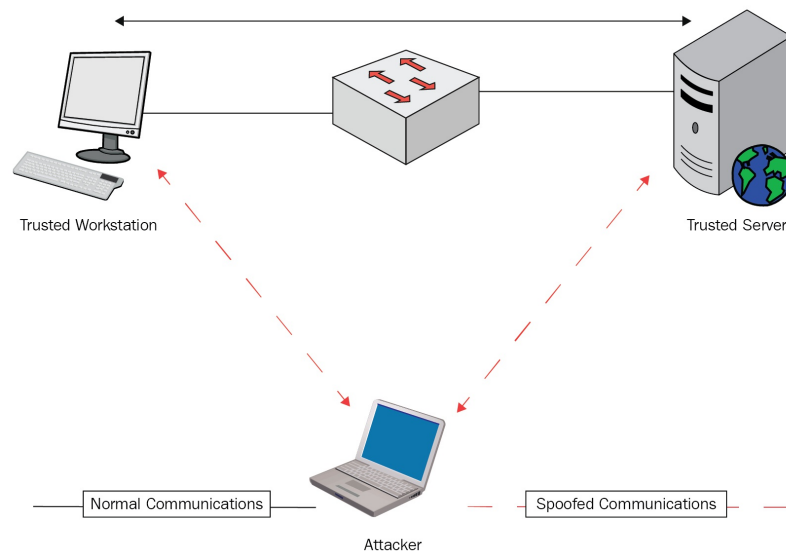 Trusted Workstation
Trusted Server
Normal Communications
Spoofed Communications
Attacker